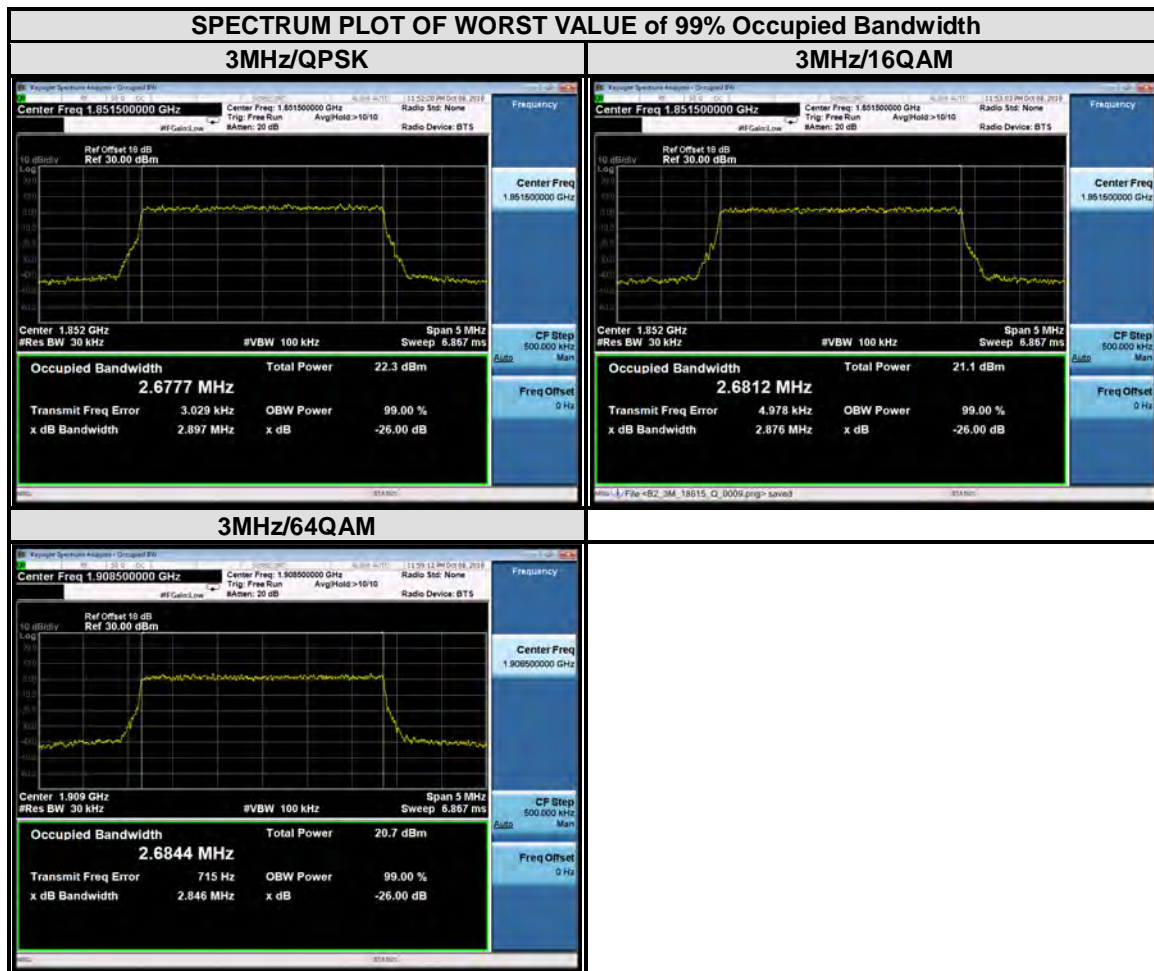 SPECTRUM PLOT OF WORST VALUE of 99% Occupied Bandwidth
3MHz/QPSK
3MHz/16QAM
Center Freq 1.851500000 GHz
Center Freq: 1.851500000 GHz
Radio Std: None
Trig: Free Run
Avg|Hold:>10/10
#IFGain:Low
#Atten: 20 dB
Radio Device: BTS
Frequency
Ref Offset 18 dB
10 dB/div
Ref 30.00 dBm
Log
Center Freq
1.851500000 GHz
Center 1.852 GHz
Span 5 MHz
#Res BW 30 kHz
#VBW 100 kHz
Sweep 6.867 ms
CF Step
500.000 kHz
Auto
Man
Freq Offset
0 Hz
Occupied Bandwidth
Total Power
22.3 dBm
2.6777 MHz
Transmit Freq Error
3.029 kHz
OBW Power
99.00 %
x dB Bandwidth
2.897 MHz
x dB
-26.00 dB
Center Freq 1.851500000 GHz
Center Freq: 1.851500000 GHz
Radio Std: None
Trig: Free Run
Avg|Hold:>10/10
#IFGain:Low
#Atten: 20 dB
Radio Device: BTS
Frequency
Ref Offset 18 dB
10 dB/div
Ref 30.00 dBm
Log
Center Freq
1.851500000 GHz
Center 1.852 GHz
Span 5 MHz
#Res BW 30 kHz
#VBW 100 kHz
Sweep 6.867 ms
CF Step
500.000 kHz
Auto
Man
Freq Offset
0 Hz
Occupied Bandwidth
Total Power
21.1 dBm
2.6812 MHz
Transmit Freq Error
4.978 kHz
OBW Power
99.00 %
x dB Bandwidth
2.876 MHz
x dB
-26.00 dB
File <B2_3M_18615_Q_0009.png> saved
3MHz/64QAM
Center Freq 1.908500000 GHz
Center Freq: 1.908500000 GHz
Radio Std: None
Trig: Free Run
Avg|Hold:>10/10
#IFGain:Low
#Atten: 20 dB
Radio Device: BTS
Frequency
Ref Offset 18 dB
10 dB/div
Ref 30.00 dBm
Log
Center Freq
1.908500000 GHz
Center 1.909 GHz
Span 5 MHz
#Res BW 30 kHz
#VBW 100 kHz
Sweep 6.867 ms
CF Step
500.000 kHz
Auto
Man
Freq Offset
0 Hz
Occupied Bandwidth
Total Power
20.7 dBm
2.6844 MHz
Transmit Freq Error
715 Hz
OBW Power
99.00 %
x dB Bandwidth
2.846 MHz
x dB
-26.00 dB